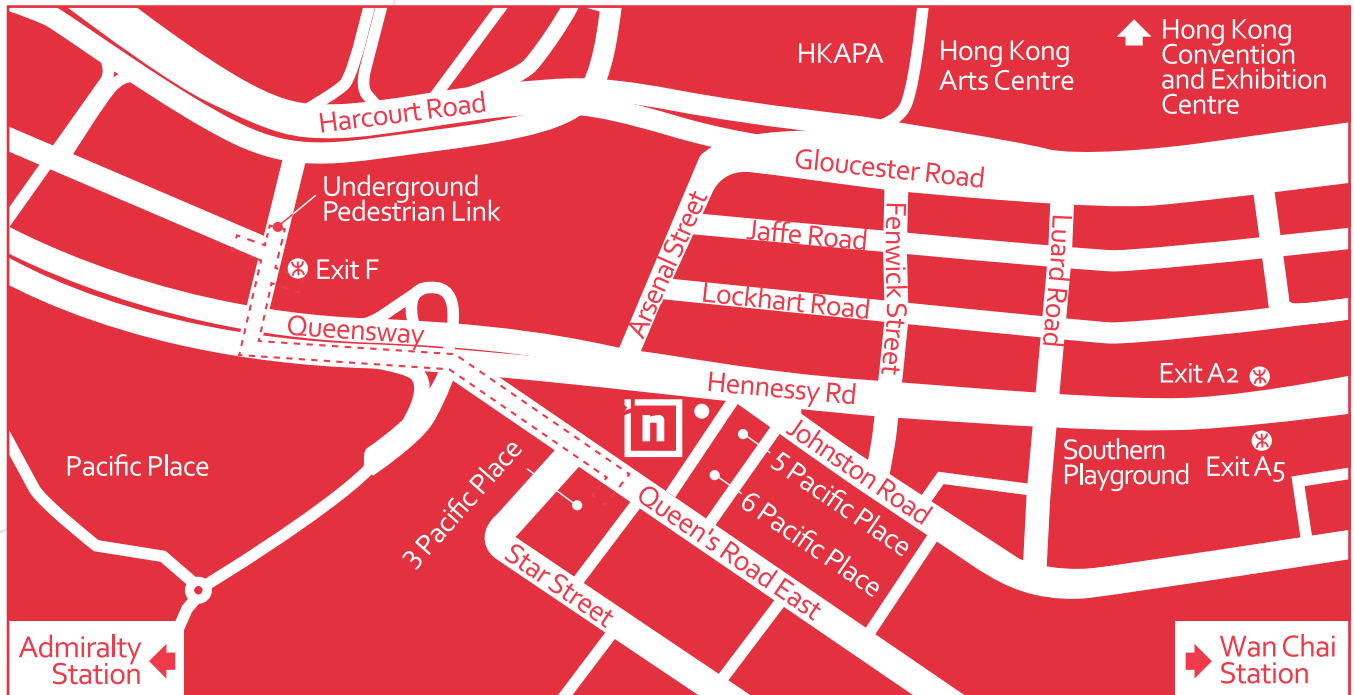 HKAPA
Hong Kong
Arts Centre
Hong Kong
Convention
and Exhibition
Centre
Harcourt Road
Gloucester Road
Underground
Pedestrian Link
Arsenal Street
Jaffe Road
Fenwick Street
Luard Road
Exit F
Lockhart Road
Queensway
Hennessy Rd
Exit A2
n
Johnston Road
Southern
Playground
Exit A5
Pacific Place
3 Pacific Place
5 Pacific Place
6 Pacific Place
Queen's Road East
Star Street
Admiralty
Station
Wan Chai
Station